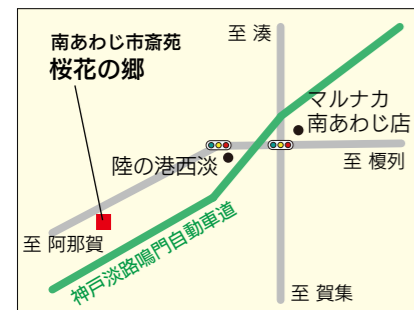 南あわじ市斎苑
桜花の郷
至 湊
マルナカ
南あわじ店
陸の港西淡
至 榎列
至 阿那賀
神戸淡路鳴門自動車道
至 賀集